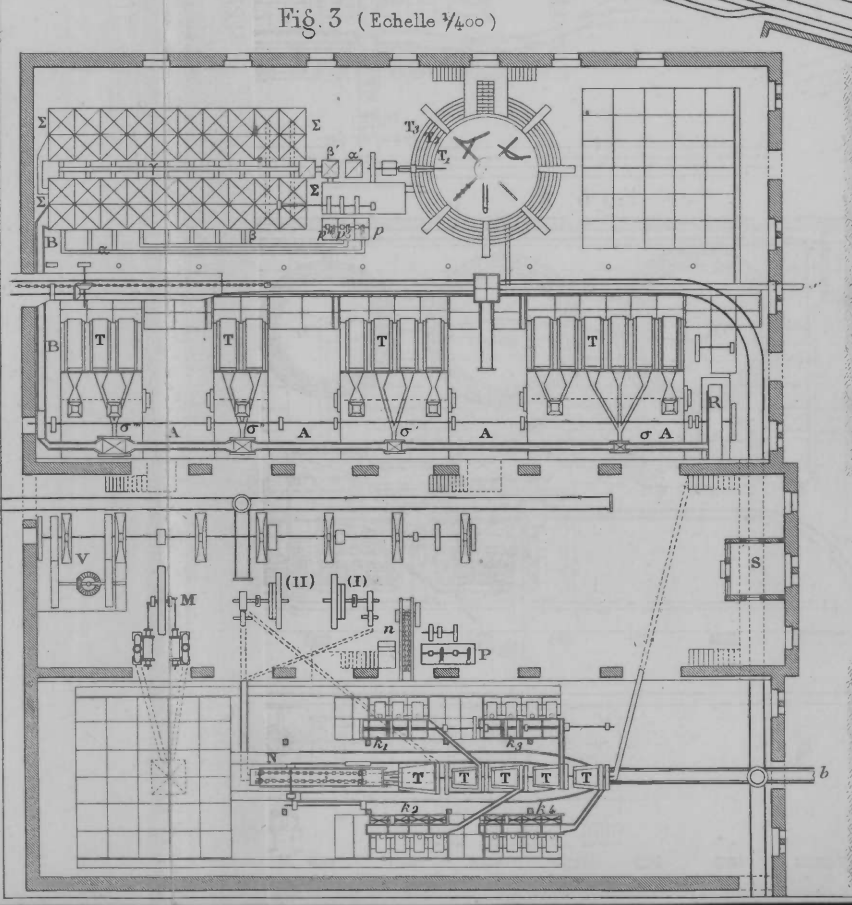 Fig. 3 (Echelle 1/400)
Σ Σ
T₃ T₂ T₁
γ β' α'
Σ Σ
B α β p' p'' p
B T T T T R
σ''' A σ'' A σ' A σ A
V M (II) (I) n P S
k₁ k₃
N T T T T T b
k₂ k₄